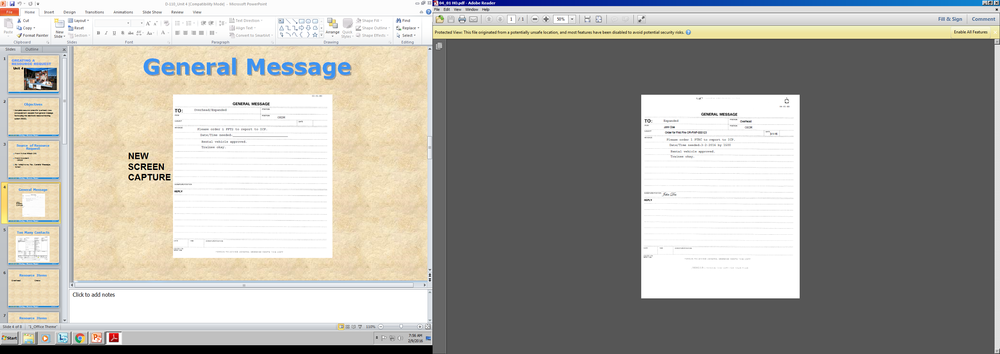 D-110_Unit 4 [Compatibility Mode] - Microsoft PowerPoint
File Home Insert Design Transitions Animations Slide Show Review View
Paste
Cut
Copy
Format Painter
Clipboard
New Slide
Layout
Reset
Section
Slides
B I U S abc AV Aa A
Font
Text Direction
Align Text
Convert to SmartArt
Paragraph
Arrange
Quick Styles
Shape Fill
Shape Outline
Shape Effects
Drawing
Find
Replace
Select
Editing
Slides Outline
1
CREATING A
RESOURCE REQUEST
Unit 4
2
Objectives
Complete resource orders for overhead, crew
and equipment requests from general message
forms using the electronic resource tracking
system (ROSS).
3
Source of Resource
Request
From Initial Attack (IA)
From Incident
- ORDM
By Telephone, Fax, General Message,
Email
4
General Message
NEW
SCREEN
CAPTURE
5
Too Many Contacts
6
Resource Items
Overhead Crews
7
Resource Items
General Message
NEW
SCREEN
CAPTURE
03-01-HO
GENERAL MESSAGE
TO: Overhead/Expanded POSITION
FROM POSITION ORDM
SUBJECT DATE
MESSAGE:
Please order 1 FFT2 to report to ICP.
Date/Time needed:
Rental vehicle approved.
Trainee okay.
SIGNATURE/POSITION
REPLY
DATE TIME SIGNATURE/POSITION
PERSON RECEIVING GENERAL MESSAGE KEEPS THIS COPY
Click to add notes
Slide 4 of 8 "1_Office Theme" 110%
Start
7:56 AM
2/9/2016
04_01 HO.pdf - Adobe Reader
File Edit View Window Help
1 / 1 50% Fill & Sign Comment
Protected View: This file originated from a potentially unsafe location, and most features have been disabled to avoid potential security risks. Enable All Features
04-01-HO
GENERAL MESSAGE
TO: Expanded POSITION Overhead
FROM John Doe POSITION ORDM
SUBJECT Order for First Fire OR-FWF-000123 DATE 3-1-16
MESSAGE:
Please order 1 PTRC to report to ICP.
Date/Time needed:3-2-2016 by 1500
Rental vehicle approved.
Trainee okay.
SIGNATURE/POSITION John Doe
REPLY
DATE TIME SIGNATURE/POSITION
PERSON RECEIVING GENERAL MESSAGE KEEPS THIS COPY
REMOVE THIS COPY FOR YOUR FILES